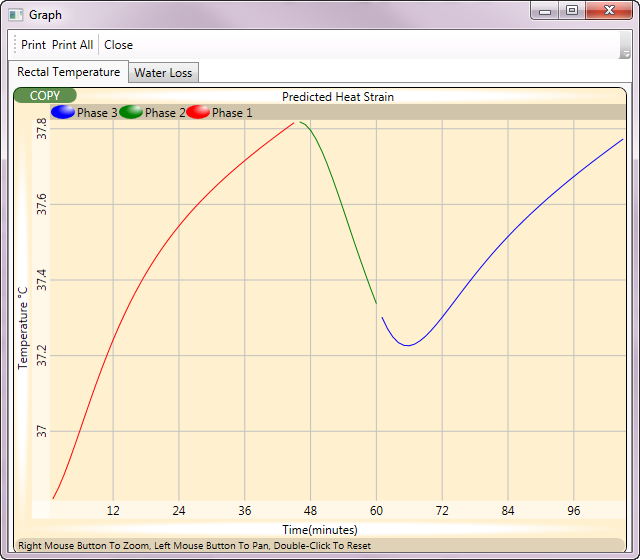 Graph
Print Print All Close
Rectal Temperature Water Loss
COPY Predicted Heat Strain
Phase 3 Phase 2 Phase 1
Temperature °C
37.8
37.6
37.4
37.2
37
12 24 36 48 60 72 84 96
Time(minutes)
Right Mouse Button To Zoom, Left Mouse Button To Pan, Double-Click To Reset